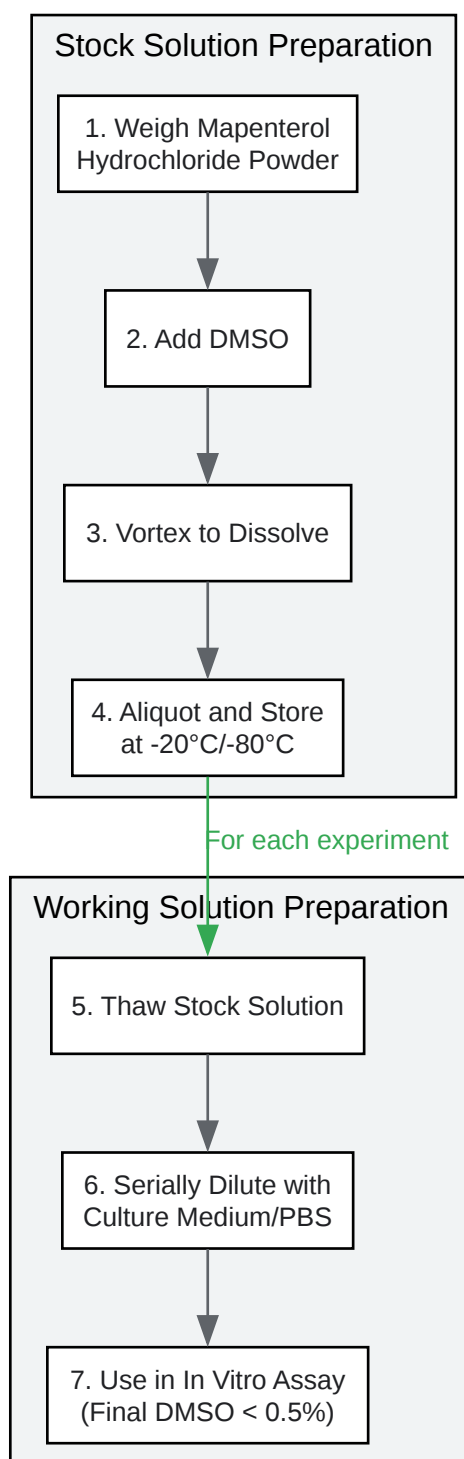 Stock Solution Preparation
1. Weigh Mapenterol
Hydrochloride Powder
2. Add DMSO
3. Vortex to Dissolve
4. Aliquot and Store
at -20°C/-80°C
For each experiment
Working Solution Preparation
5. Thaw Stock Solution
6. Serially Dilute with
Culture Medium/PBS
7. Use in In Vitro Assay
(Final DMSO < 0.5%)